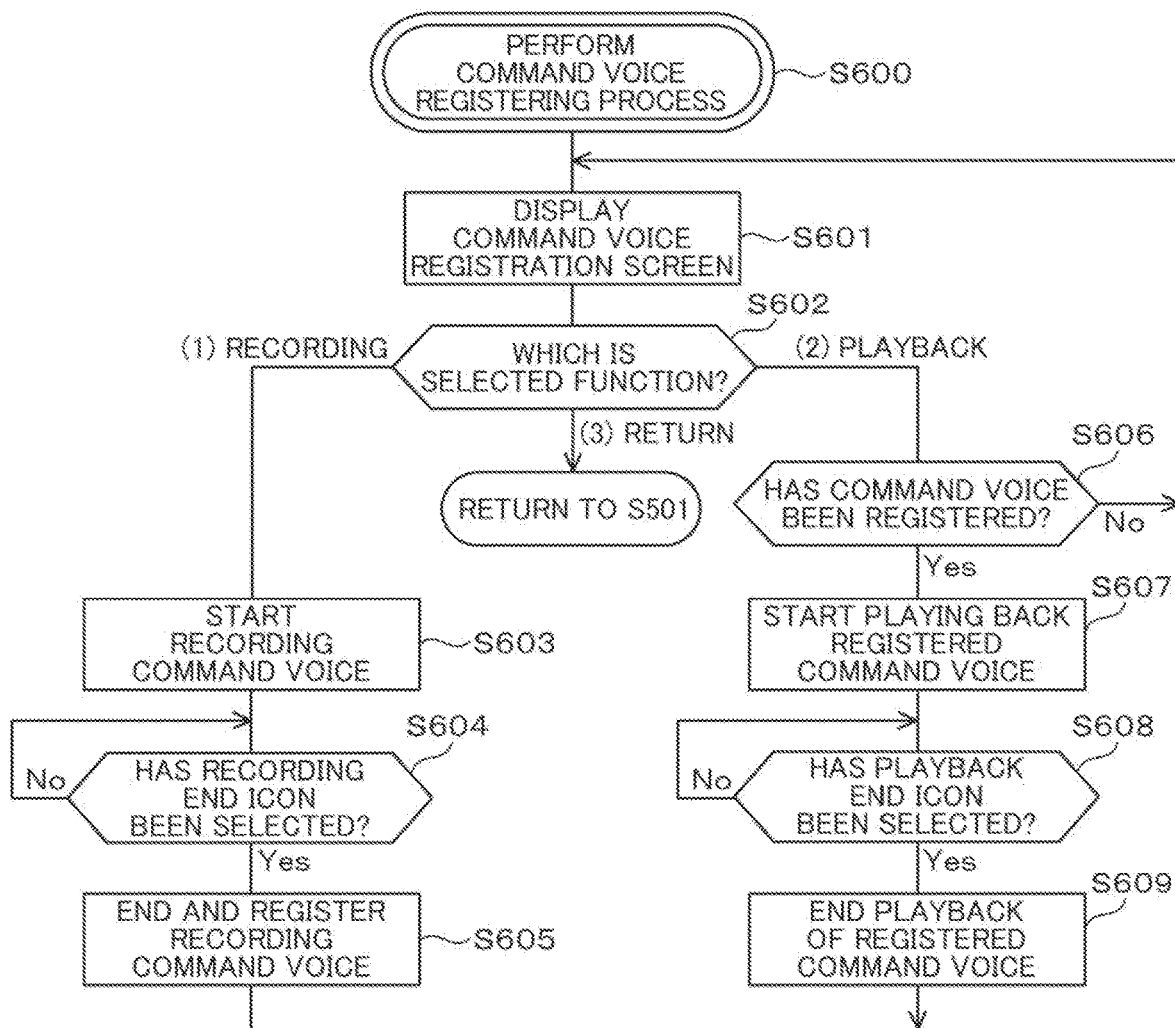 PERFORM
COMMAND VOICE
REGISTERING PROCESS
S600
DISPLAY
COMMAND VOICE
REGISTRATION SCREEN
S601
S602
(1) RECORDING
WHICH IS
SELECTED FUNCTION?
(2) PLAYBACK
(3) RETURN
RETURN TO S501
S606
HAS COMMAND VOICE
BEEN REGISTERED?
No
Yes
START
RECORDING
COMMAND VOICE
S603
S607
START PLAYING BACK
REGISTERED
COMMAND VOICE
S604
HAS RECORDING
END ICON
BEEN SELECTED?
No
Yes
S608
HAS PLAYBACK
END ICON
BEEN SELECTED?
No
Yes
END AND REGISTER
RECORDING
COMMAND VOICE
S605
S609
END PLAYBACK
OF REGISTERED
COMMAND VOICE